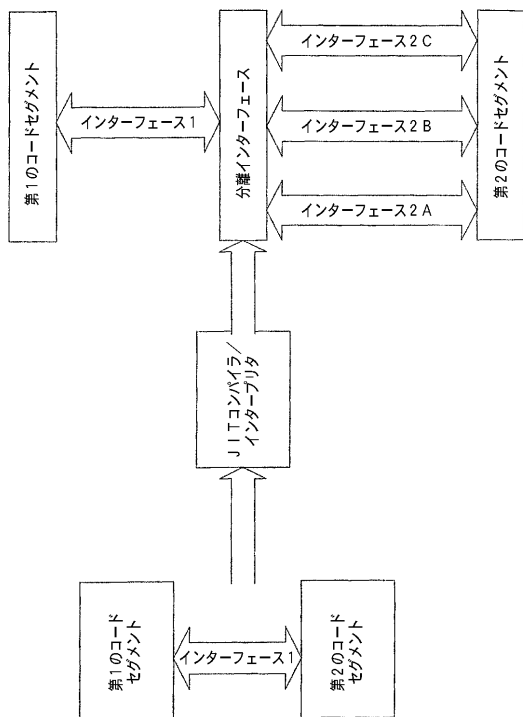 第1のコード
セグメント
インターフェース1
第2のコード
セグメント
JITコンパイラ/
インタープリタ
第1のコードセグメント
インターフェース1
分離インターフェース
インターフェース2A
インターフェース2B
インターフェース2C
第2のコードセグメント